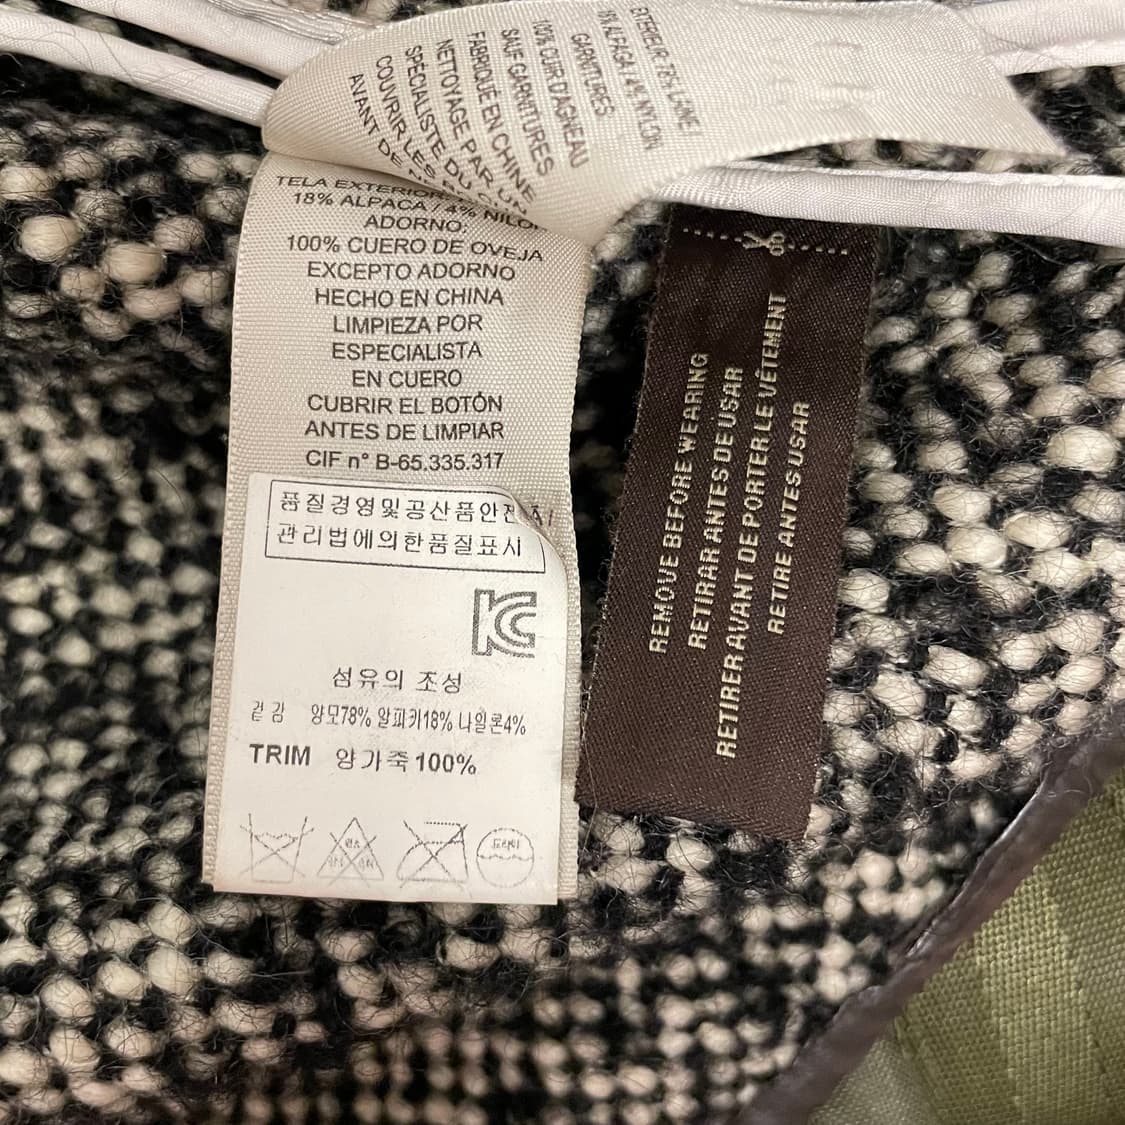 EXTERIEUR 78% LAINE /
18% ALPAGA / 4% NYLON
GARNITURES
100% CUIR D'AGNEAU
SAUF GARNITURES
FABRIQUÉ EN CHINE
NETTOYAGE PAR UN
SPÉCIALISTE DU CUIR
COUVRIR LES
AVANT DE
TELA EXTERIOR
18% ALPACA / 4% NILON
ADORNO:
100% CUERO DE OVEJA
EXCEPTO ADORNO
HECHO EN CHINA
LIMPIEZA POR
ESPECIALISTA
EN CUERO
CUBRIR EL BOTÓN
ANTES DE LIMPIAR
CIF n° B-65.335.317
품질경영및공산품안전
관리법에의한품질표시
KC
섬유의 조성
겉감 양모78% 알파카18% 나일론4%
TRIM 양가죽100%
드라이
REMOVE BEFORE WEARING
RETIRAR ANTES DE USAR
RETIRER AVANT DE PORTER LE VÊTEMENT
RETIRE ANTES USAR